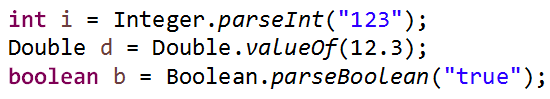 int i = Integer.parseInt("123");
Double d = Double.valueOf(12.3);
boolean b = Boolean.parseBoolean("true");